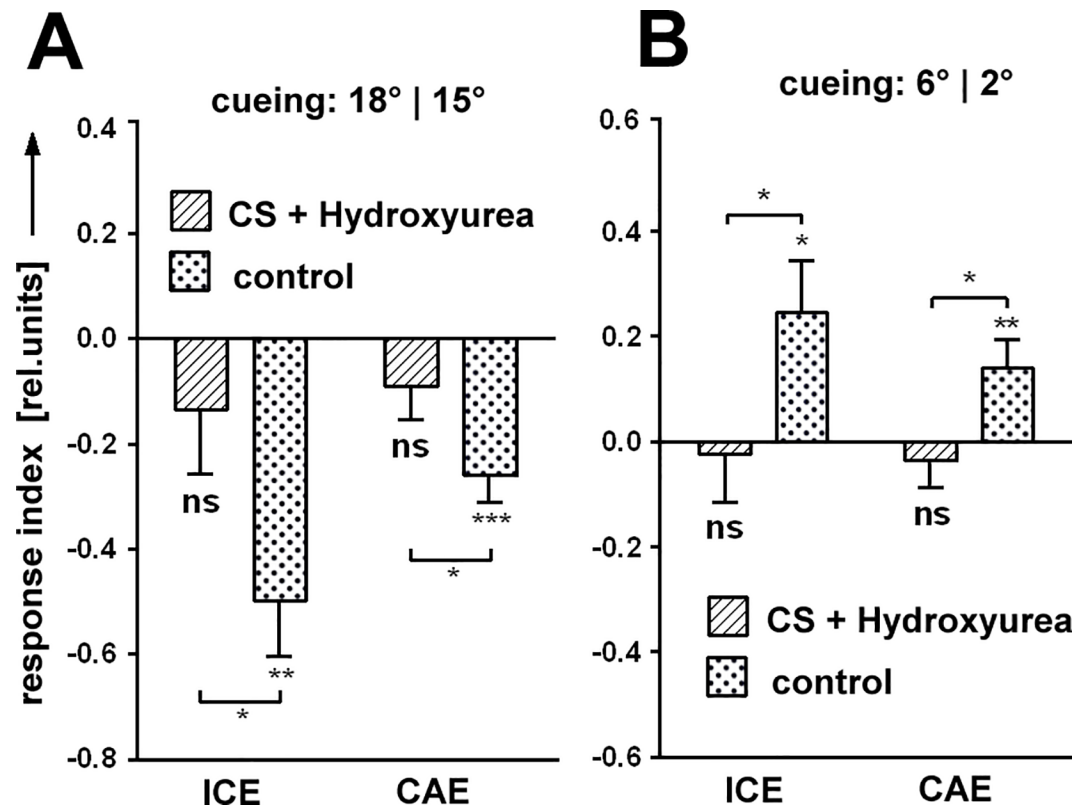 A
cueing: 18° | 15°
response index [rel.units]
0.4
0.2
0.0
-0.2
-0.4
-0.6
-0.8
CS + Hydroxyurea
control
ns
**
*
ns
***
*
ICE
CAE
B
cueing: 6° | 2°
0.6
0.4
0.2
0.0
-0.2
-0.4
-0.6
*
*
*
**
ns
ns
CS + Hydroxyurea
control
ICE
CAE